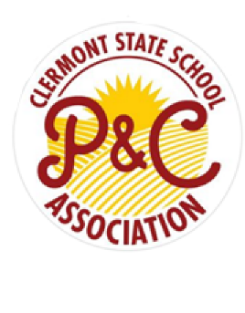 CLERMONT STATE SCHOOL
P&C
ASSOCIATION